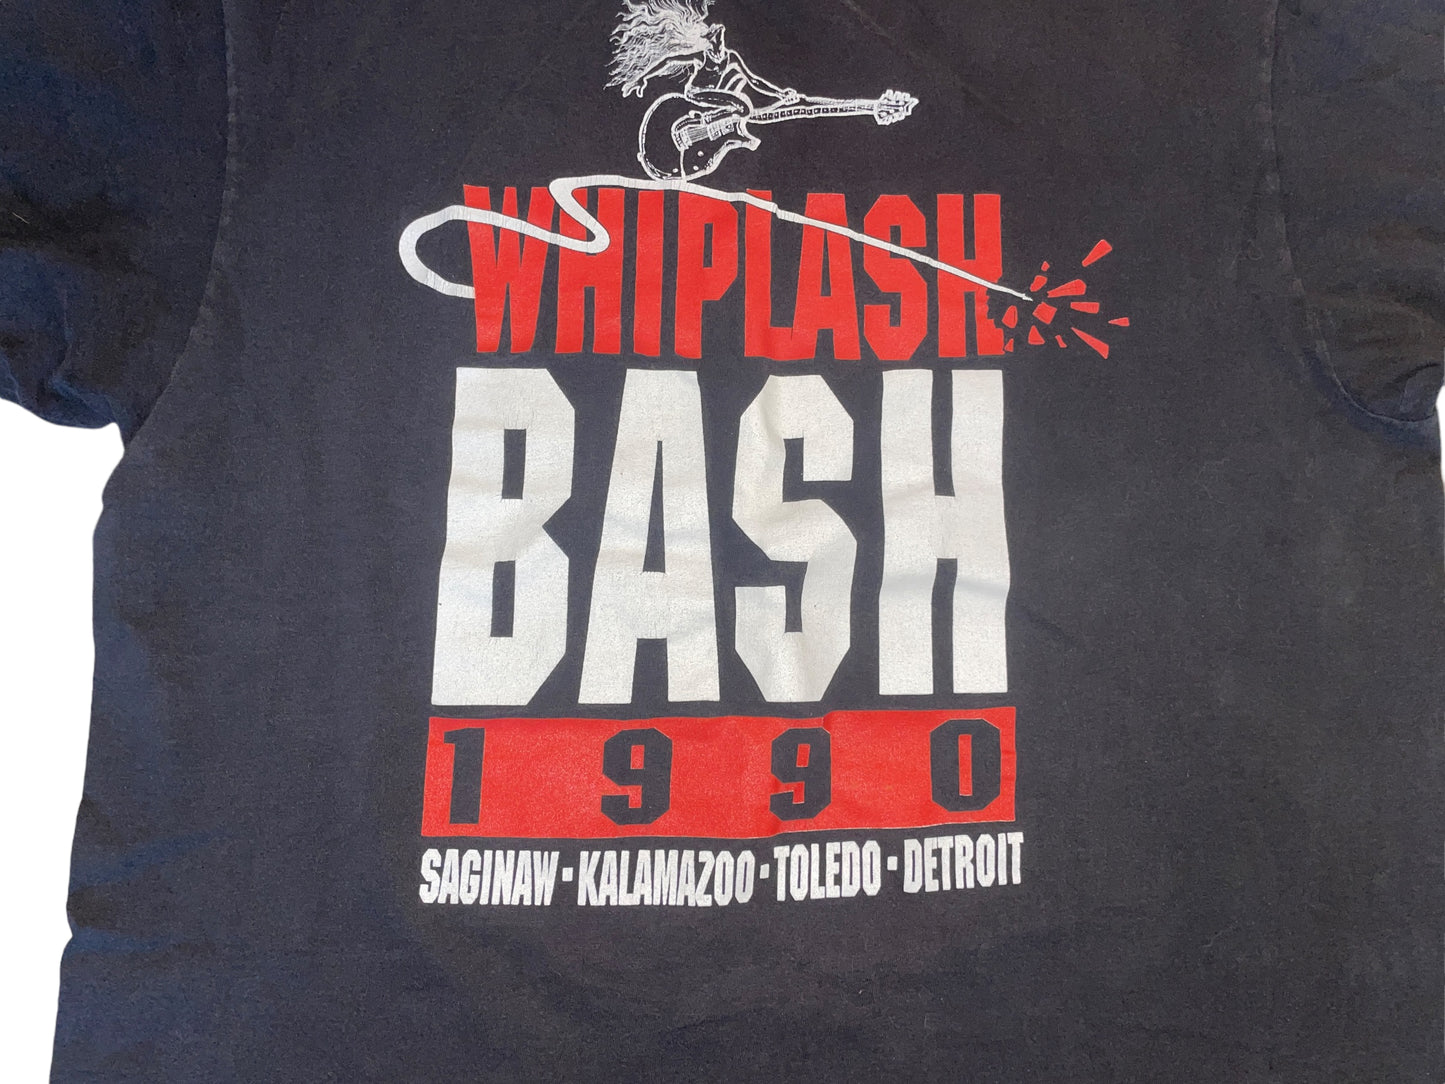 WHIPLASH
BASH
1990
SAGINAW · KALAMAZOO · TOLEDO · DETROIT